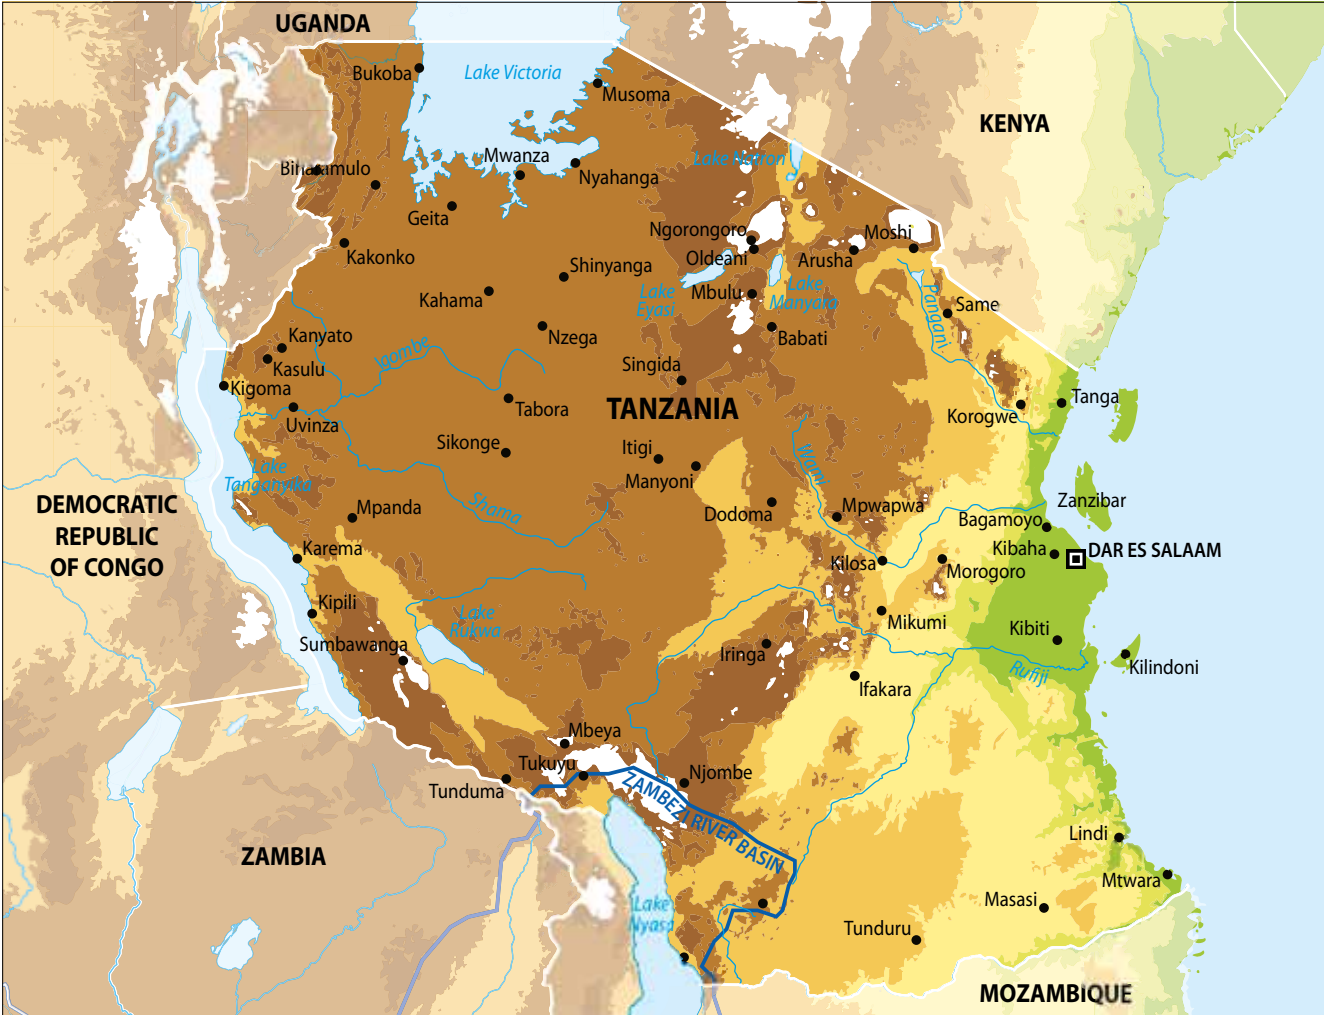 UGANDA
Bukoba
Lake Victoria
Musoma
KENYA
Mwanza
Lake Natron
Biharamulo
Nyahanga
Geita
Ngorongoro
Moshi
Kakonko
Oldeani
Arusha
Shinyanga
Lake
Eyasi
Mbulu
Lake
Manyara
Kahama
Pangani
Same
Kanyato
Nzega
Babati
Igombe
Kasulu
Singida
Kigoma
Tabora
TANZANIA
Tanga
Uvinza
Korogwe
Sikonge
Itigi
Wami
Lake
Tanganyika
Manyoni
DEMOCRATIC
REPUBLIC
OF CONGO
Mpanda
Shama
Dodoma
Mpwapwa
Zanzibar
Bagamoyo
Karema
Kibaha
DAR ES SALAAM
Kilosa
Morogoro
Kipili
Lake
Rukwa
Mikumi
Kibiti
Sumbawanga
Iringa
Kilindoni
Rufiji
Ifakara
Mbeya
Tukuyu
Njombe
Tunduma
ZAMBEZI RIVER BASIN
Lindi
ZAMBIA
Mtwara
Lake
Nyasa
Masasi
Tunduru
MOZAMBIQUE